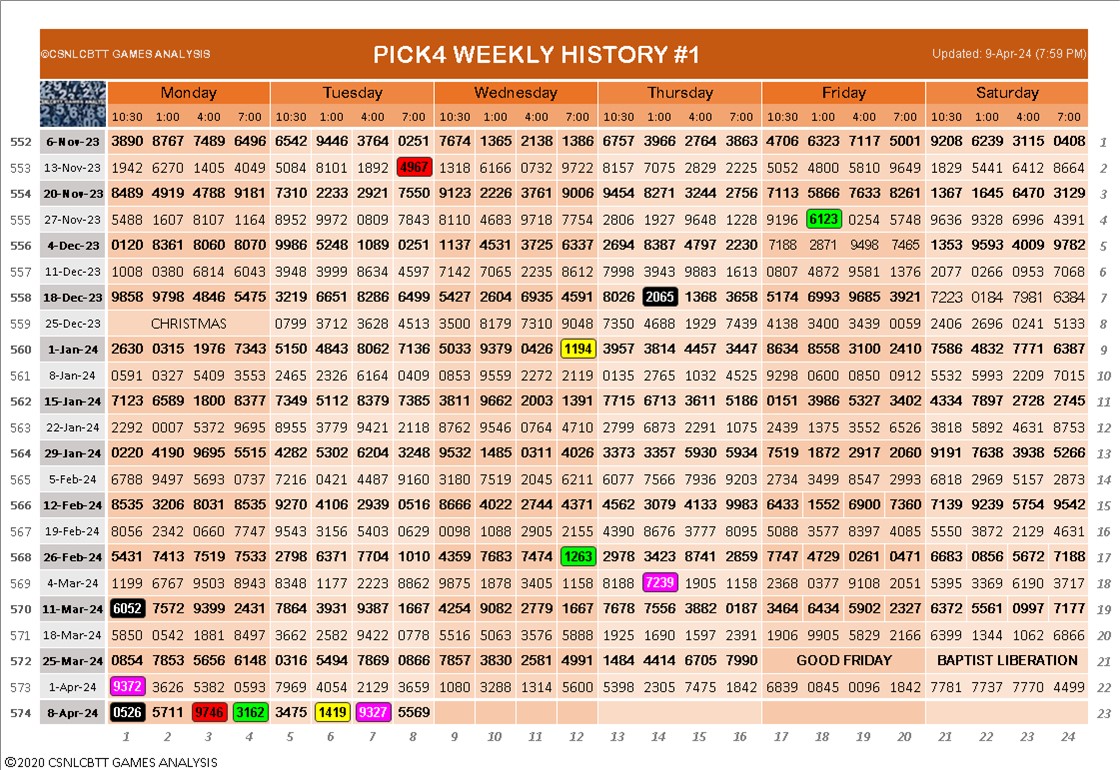 ©CSNLCBTT GAMES ANALYSIS PICK4 WEEKLY HISTORY #1 Updated: 9-Apr-24 (7:59 PM)
Monday Tuesday Wednesday Thursday Friday Saturday
10:30 1:00 4:00 7:00 10:30 1:00 4:00 7:00 10:30 1:00 4:00 7:00 10:30 1:00 4:00 7:00 10:30 1:00 4:00 7:00 10:30 1:00 4:00 7:00
552 6-Nov-23 3890 8767 7489 6496 6542 9446 3764 0251 7674 1365 2138 1386 6757 3966 2764 3863 4706 6323 7117 5001 9208 6239 3115 0408 1
553 13-Nov-23 1942 6270 1405 4049 5084 8101 1892 4967 1318 6166 0732 9722 8157 7075 2829 2225 5052 4800 5810 9649 1829 5441 6412 8664 2
554 20-Nov-23 8489 4919 4788 9181 7310 2233 2921 7550 9123 2226 3761 9006 9454 8271 3244 2756 7113 5866 7633 8261 1367 1645 6470 3129 3
555 27-Nov-23 5488 1607 8107 1164 8952 9972 0809 7843 8110 4683 9718 7754 2806 1927 9648 1228 9196 6123 0254 5748 9636 9328 6996 4391 4
556 4-Dec-23 0120 8361 8060 8070 9986 5248 1089 0251 1137 4531 3725 6337 2694 8387 4797 2230 7188 2871 9498 7465 1353 9593 4009 9782 5
557 11-Dec-23 1008 0380 6814 6043 3948 3999 8634 4597 7142 7065 2235 8612 7998 3943 9883 1613 0807 4872 9581 1376 2077 0266 0953 7068 6
558 18-Dec-23 9858 9798 4846 5475 3219 6651 8286 6499 5427 2604 6935 4591 8026 2065 1368 3658 5174 6993 9685 3921 7223 0184 7981 6384 7
559 25-Dec-23 CHRISTMAS 0799 3712 3628 4513 3500 8179 7310 9048 7350 4688 1929 7439 4138 3400 3439 0059 2406 2696 0241 5133 8
560 1-Jan-24 2630 0315 1976 7343 5150 4843 8062 7136 5033 9379 0426 1194 3957 3814 4457 3447 8634 8558 3100 2410 7586 4832 7771 6387 9
561 8-Jan-24 0591 0327 5409 3553 2465 2326 6164 0409 0853 9559 2272 2119 0135 2765 1032 4525 9298 0600 0850 0912 5532 5993 2209 7015 10
562 15-Jan-24 7123 6589 1800 8377 7349 5112 8379 7385 3811 9662 2003 1391 7715 6713 3611 5186 0151 3986 5327 3402 4334 7897 2728 2745 11
563 22-Jan-24 2292 0007 5372 9695 8955 3779 9421 2118 8762 9546 0764 4710 2799 6873 2291 1075 2439 1375 3552 6526 3818 5892 4631 8753 12
564 29-Jan-24 0220 4190 9695 5515 4282 5302 6204 3248 9532 1485 0311 4026 3373 3357 5930 5934 7519 1872 2917 2060 9191 7638 3938 5266 13
565 5-Feb-24 6788 9497 5693 0737 7216 0421 4487 9160 3180 7519 2045 6211 6077 7566 7936 9203 2734 3499 8547 2993 6818 2969 5157 2873 14
566 12-Feb-24 8535 3206 8031 8535 9270 4106 2939 0516 8666 4022 2744 4371 4562 3079 4133 9983 6433 1552 6900 7360 7139 9239 5754 9542 15
567 19-Feb-24 8056 2342 0660 7747 9543 3156 5403 0629 0098 1088 2905 2155 4390 8676 3777 8095 5088 3577 8397 4085 5550 3872 2129 4631 16
568 26-Feb-24 5431 7413 7519 7533 2798 6371 7704 1010 4359 7683 7474 1263 2978 3423 8741 2859 7747 4729 0261 0471 6683 0856 5672 7188 17
569 4-Mar-24 1199 6767 9503 8943 8348 1177 2223 8862 9875 1878 3405 1158 8188 7239 1905 1158 2368 0377 9108 2051 5395 3369 6190 3717 18
570 11-Mar-24 6052 7572 9399 2431 7864 3931 9387 1667 4254 9082 2779 1667 7678 7556 3882 0187 3464 6434 5902 2327 6372 5561 0997 7177 19
571 18-Mar-24 5850 0542 1881 8497 3662 2582 9422 0778 5516 5063 3576 5888 1925 1690 1597 2391 1906 9905 5829 2166 6399 1344 1062 6866 20
572 25-Mar-24 0854 7853 5656 6148 0316 5494 7869 0866 7857 3830 2581 4991 1484 4414 6705 7990 GOOD FRIDAY BAPTIST LIBERATION 21
573 1-Apr-24 9372 3626 5382 0593 7969 4054 2129 3659 1080 3288 1314 5600 5398 2305 7475 1842 6839 0845 0096 1842 7781 7737 7770 4499 22
574 8-Apr-24 0526 5711 9746 3162 3475 1419 9327 5569 23
1 2 3 4 5 6 7 8 9 10 11 12 13 14 15 16 17 18 19 20 21 22 23 24
©2020 CSNLCBTT GAMES ANALYSIS